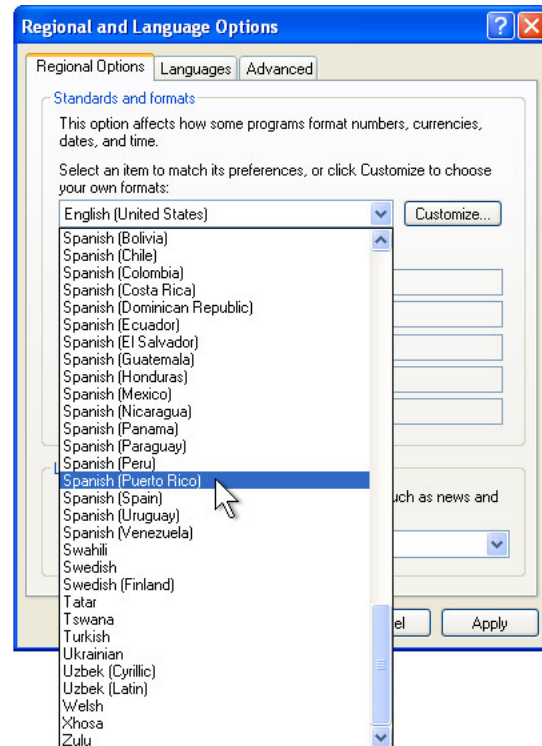 Regional and Language Options
Regional Options Languages Advanced
Standards and formats
This option affects how some programs format numbers, currencies,
dates, and time.
Select an item to match its preferences, or click Customize to choose
your own formats:
English (United States)
Customize...
Spanish (Bolivia)
Spanish (Chile)
Spanish (Colombia)
Spanish (Costa Rica)
Spanish (Dominican Republic)
Spanish (Ecuador)
Spanish (El Salvador)
Spanish (Guatemala)
Spanish (Honduras)
Spanish (Mexico)
Spanish (Nicaragua)
Spanish (Panama)
Spanish (Paraguay)
Spanish (Peru)
Spanish (Puerto Rico)
Spanish (Spain)
Spanish (Uruguay)
Spanish (Venezuela)
Swahili
Swedish
Swedish (Finland)
Tatar
Tswana
Turkish
Ukrainian
Uzbek (Cyrillic)
Uzbek (Latin)
Welsh
Xhosa
Zulu
as news and
Apply